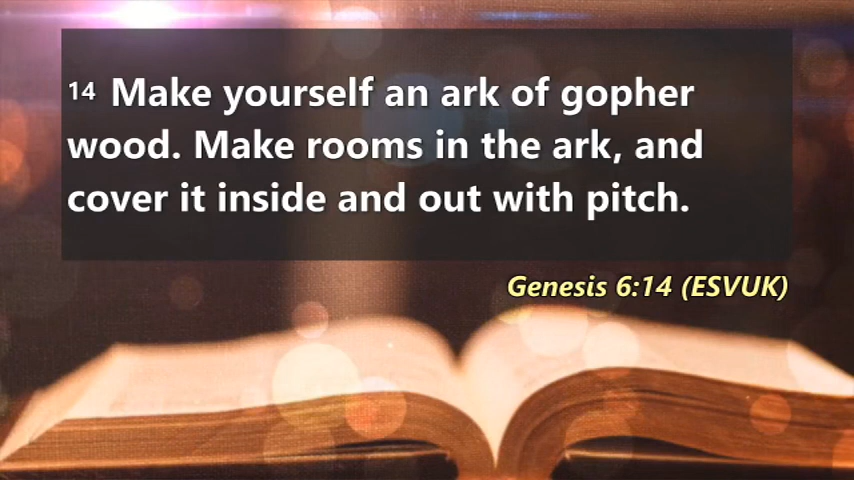 14 Make yourself an ark of gopher
wood. Make rooms in the ark, and
cover it inside and out with pitch.
Genesis 6:14 (ESVUK)